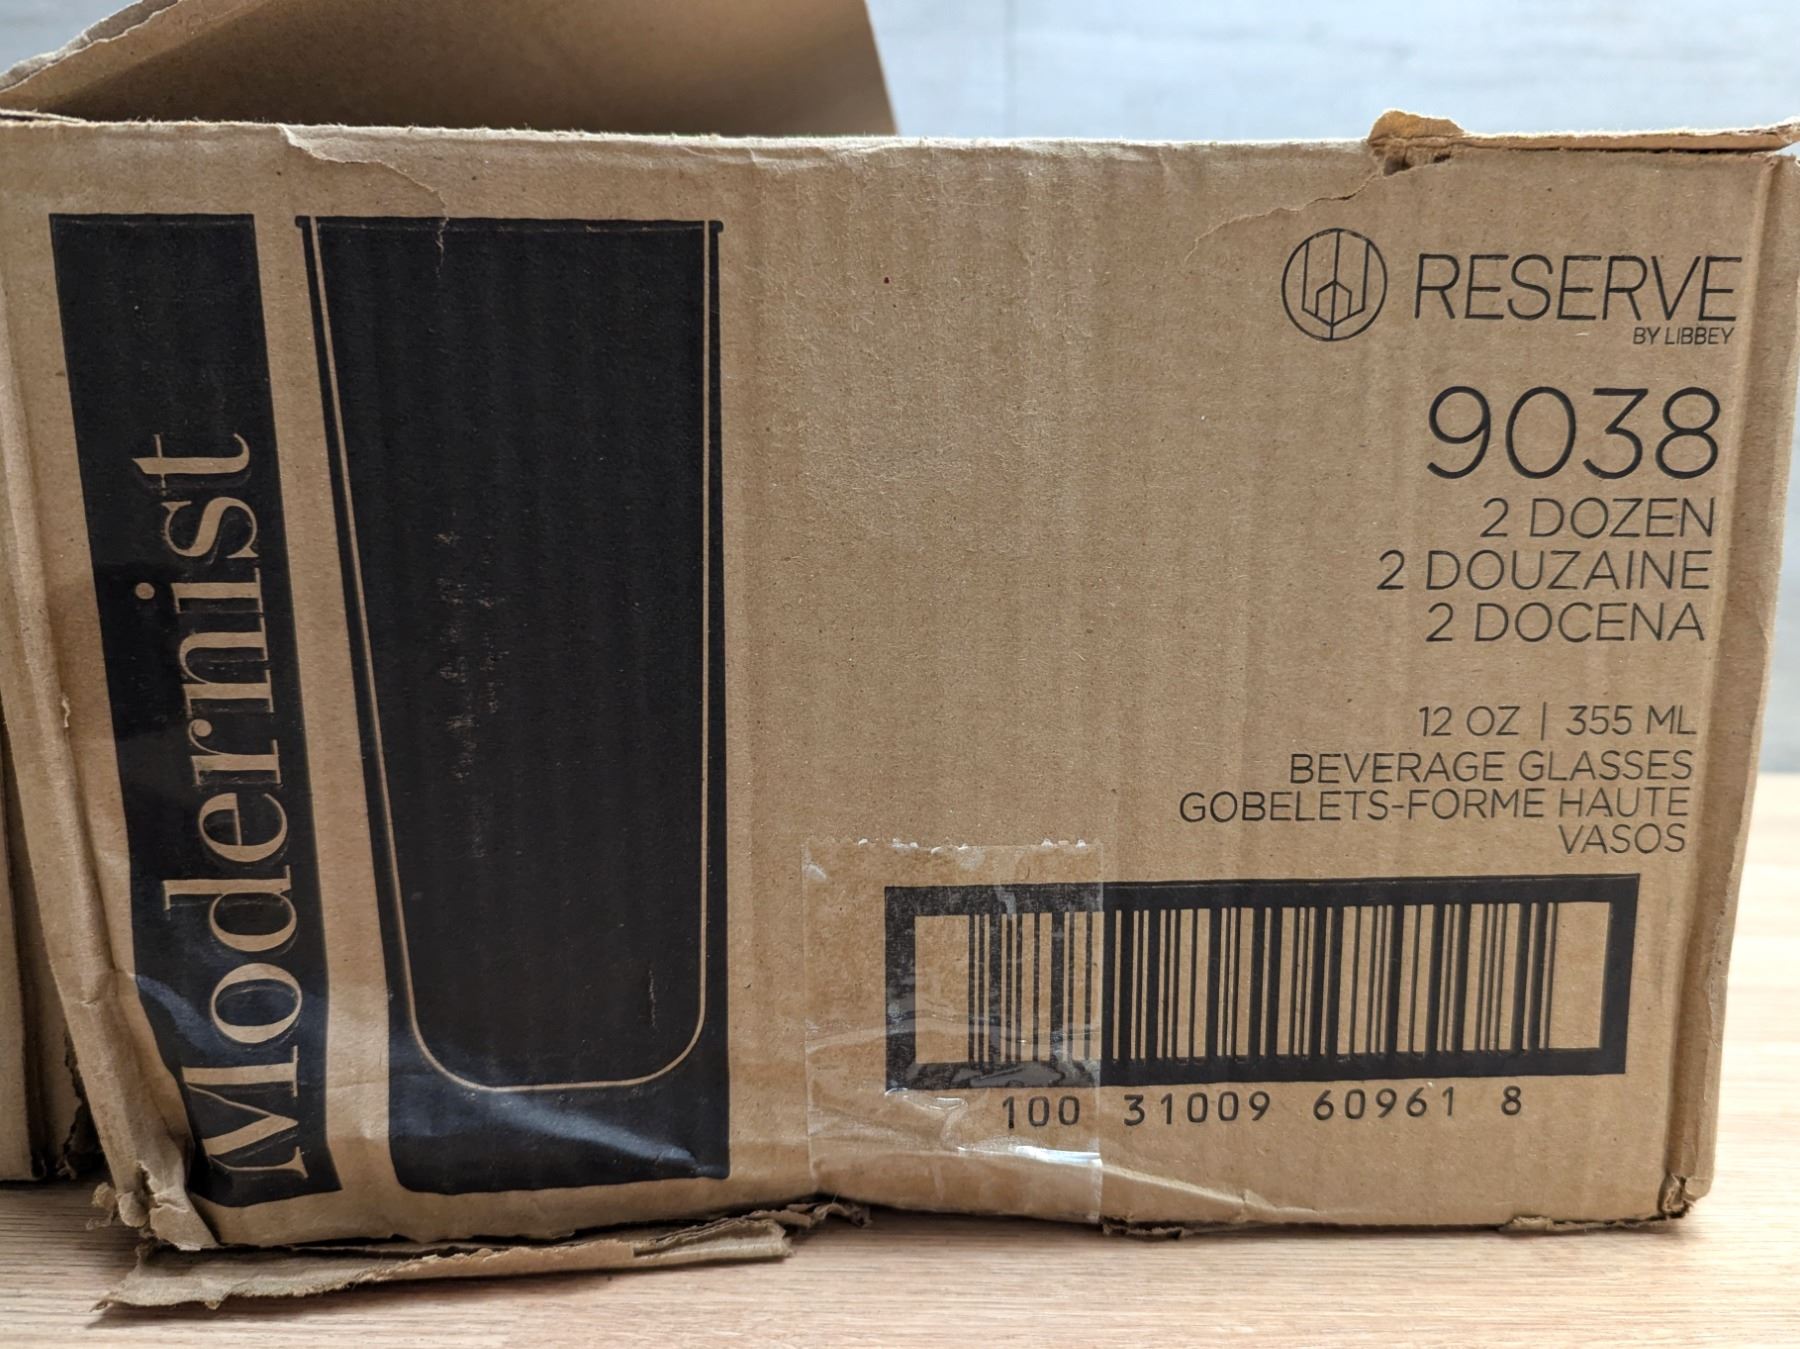 Modernist
RESERVE
BY LIBBEY
9038
2 DOZEN
2 DOUZAINE
2 DOCENA
12 OZ | 355 ML
BEVERAGE GLASSES
GOBELETS-FORME HAUTE
VASOS
100 31009 60961 8